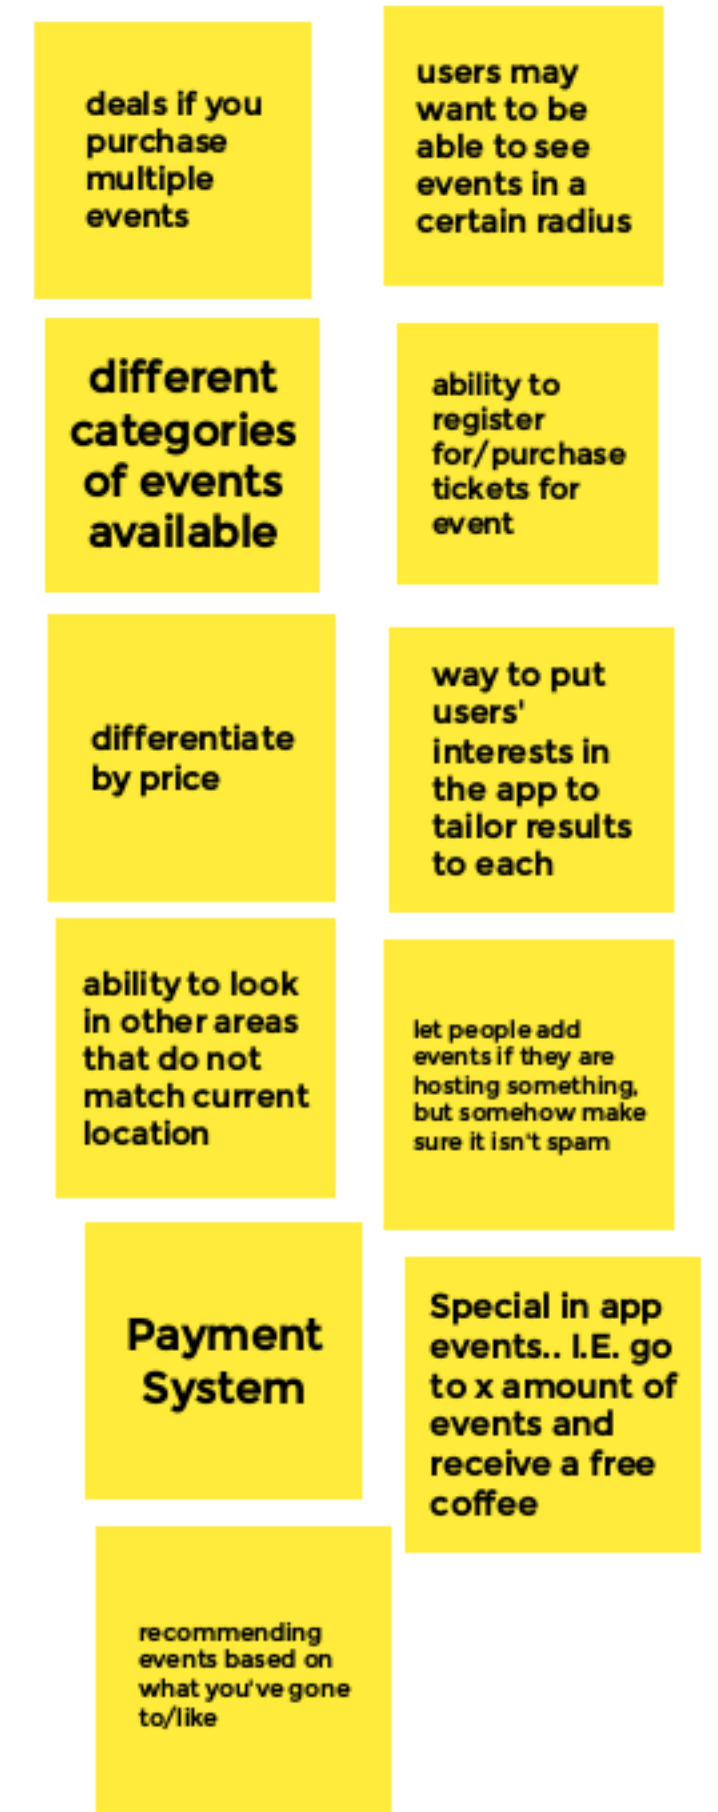 deals if you
purchase
multiple
events
users may
want to be
able to see
events in a
certain radius
different
categories
of events
available
ability to
register
for/purchase
tickets for
event
differentiate
by price
way to put
users'
interests in
the app to
tailor results
to each
ability to look
in other areas
that do not
match current
location
let people add
events if they are
hosting something,
but somehow make
sure it isn't spam
Payment
System
Special in app
events.. I.E. go
to x amount of
events and
receive a free
coffee
recommending
events based on
what you've gone
to/like